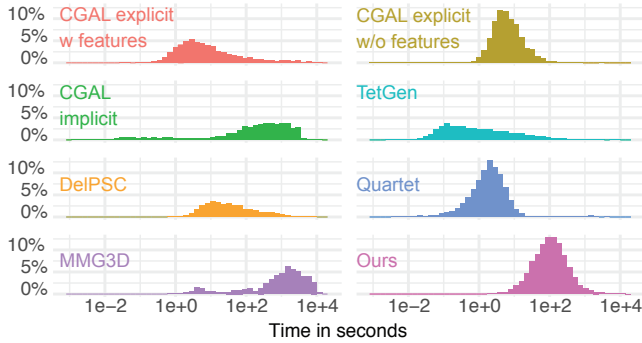 10%
5%
0%
CGAL explicit
w features
CGAL explicit
w/o features
10%
5%
0%
CGAL
implicit
TetGen
10%
5%
0%
DelPSC
Quartet
10%
5%
0%
MMG3D
Ours
1e−2 1e+0 1e+2 1e+4 1e−2 1e+0 1e+2 1e+4
Time in seconds